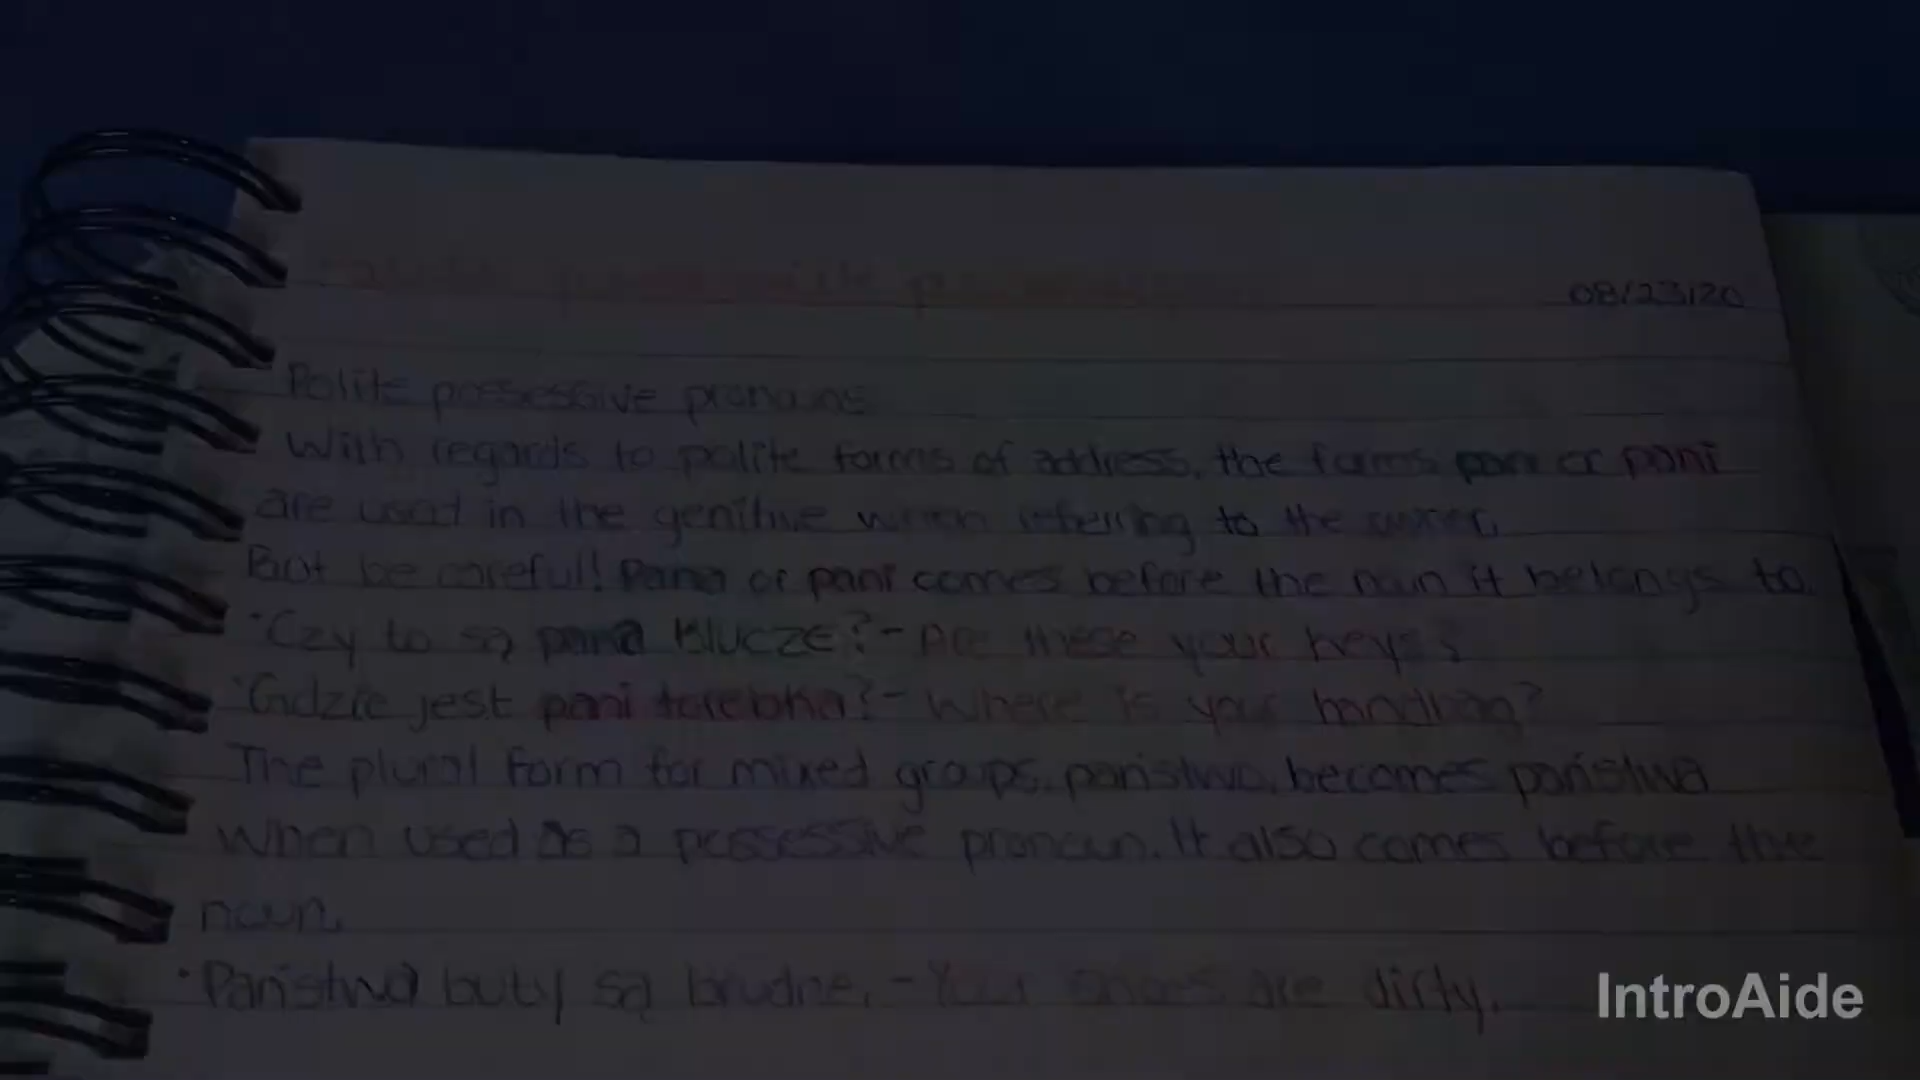 08/23/20
Polite possessive pronouns
With regards to polite forms of address, the forms pan or pani
are used in the genitive when referring to the owner.
But be careful! Pana or pani comes before the noun it belongs to.
·Czy to są pana klucze? - Are these your keys?
·Gdzie jest pani torebka? - Where is your handbag?
The plural form for mixed groups, państwo, becomes państwa
when used as a possessive pronoun. It also comes before the
noun.
·Państwa buty są brudne. - Your shoes are dirty.
IntroAide